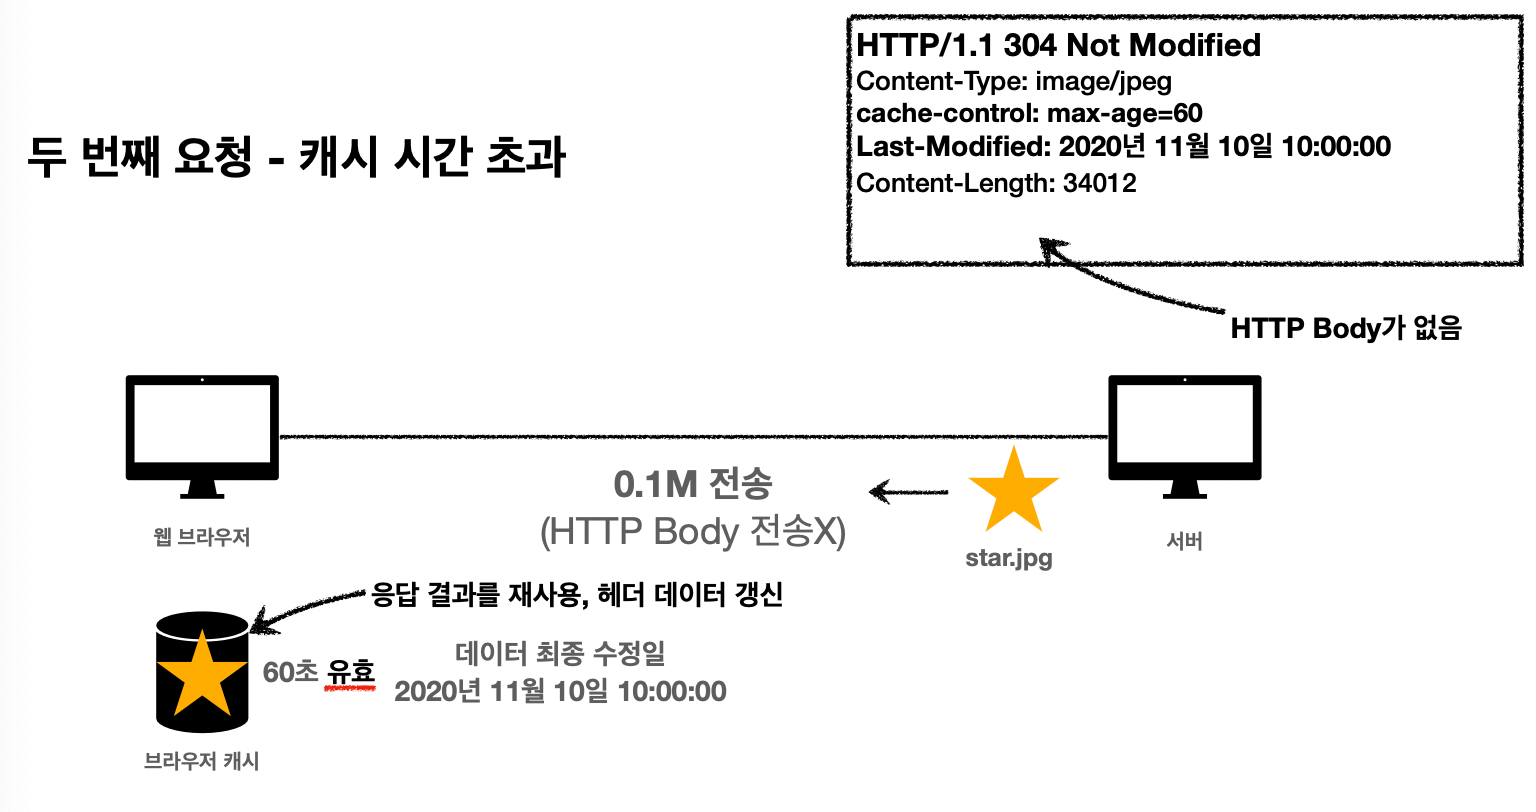 HTTP/1.1 304 Not Modified
Content-Type: image/jpeg
cache-control: max-age=60
Last-Modified: 2020년 11월 10일 10:00:00
Content-Length: 34012
두 번째 요청 - 캐시 시간 초과
HTTP Body가 없음
0.1M 전송
(HTTP Body 전송X)
star.jpg
웹 브라우저
서버
응답 결과를 재사용, 헤더 데이터 갱신
60초 유효
데이터 최종 수정일
2020년 11월 10일 10:00:00
브라우저 캐시